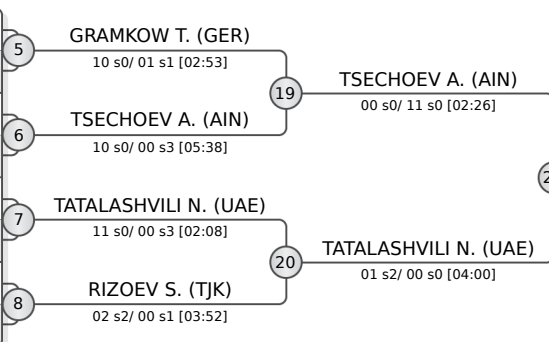 GRAMKOW T. (GER)
5
10 s0/ 01 s1 [02:53]
TSECHOEV A. (AIN)
19
00 s0/ 11 s0 [02:26]
TSECHOEV A. (AIN)
6
10 s0/ 00 s3 [05:38]
TATALASHVILI N. (UAE)
7
11 s0/ 00 s3 [02:08]
TATALASHVILI N. (UAE)
20
01 s2/ 00 s0 [04:00]
RIZOEV S. (TJK)
8
02 s2/ 00 s1 [03:52]